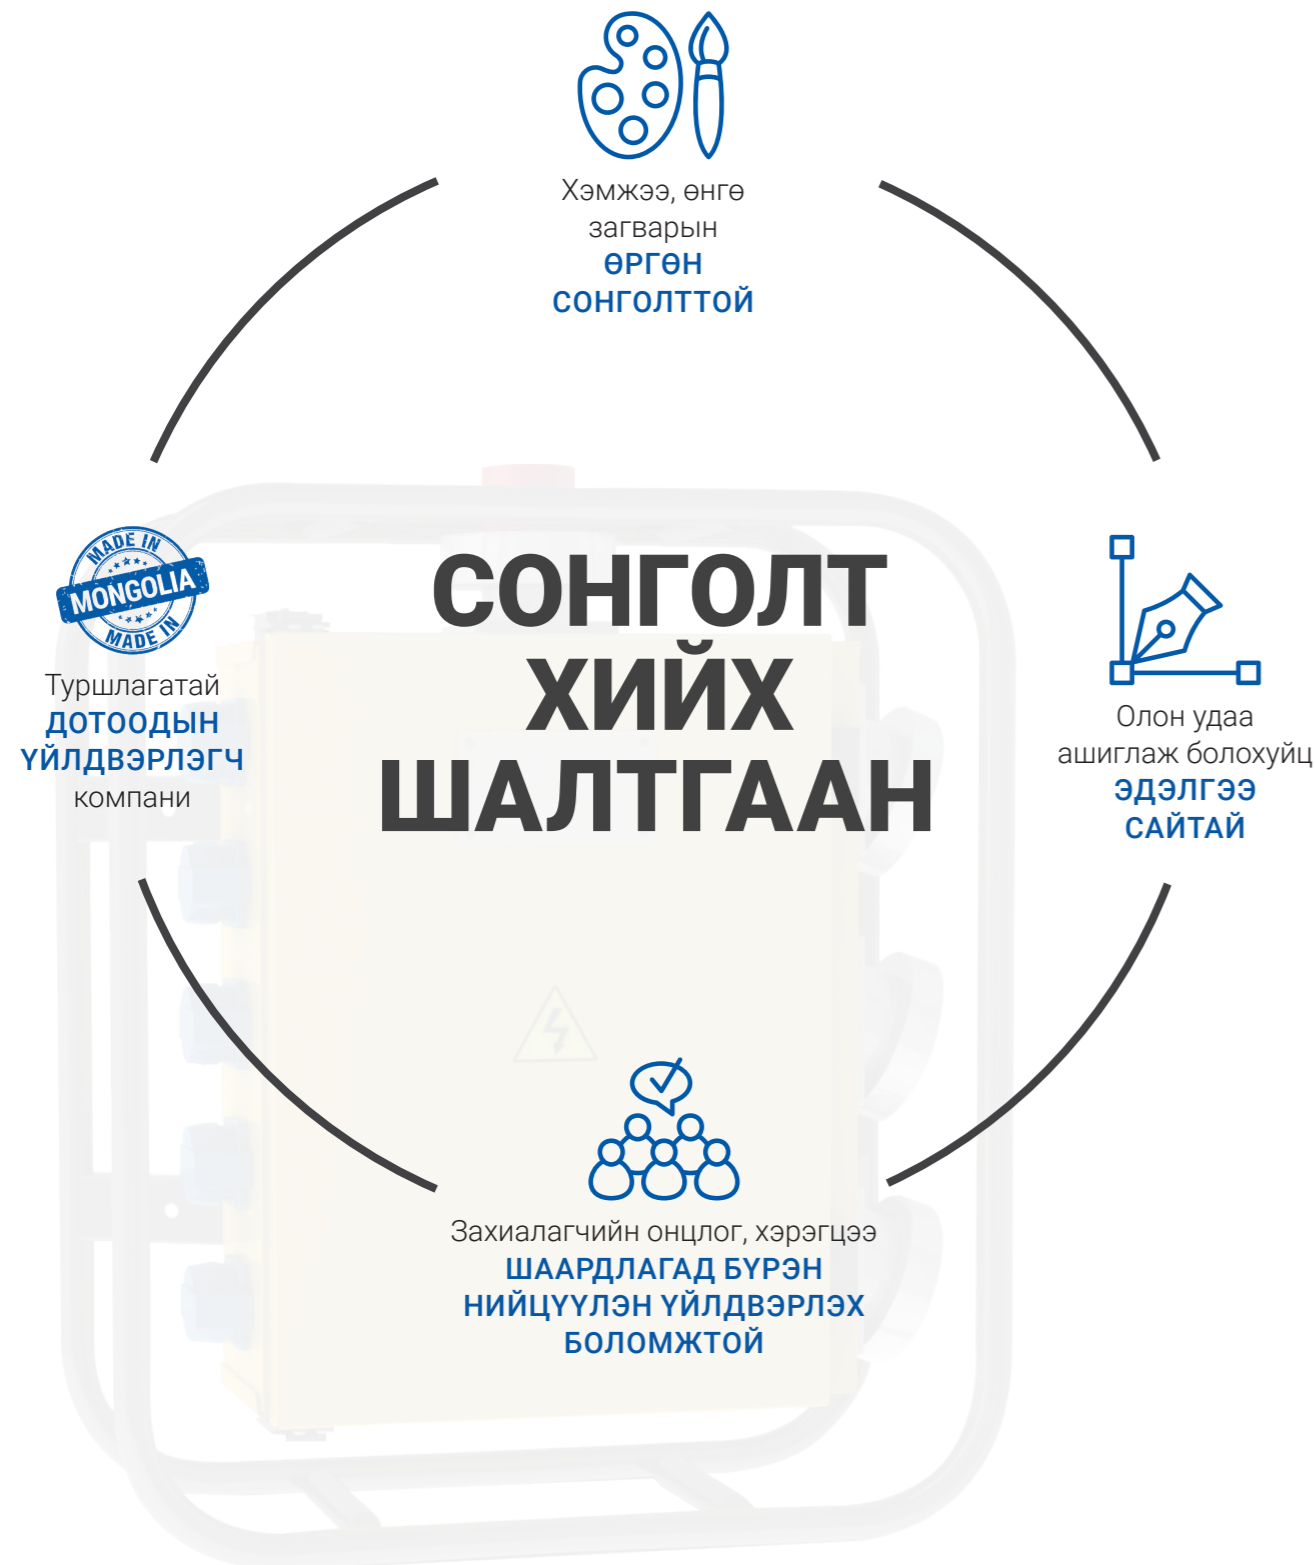 Хэмжээ, өнгө
загварын
ӨРГӨН
СОНГОЛТТОЙ
MADE IN
MONGOLIA
MADE IN
Туршлагатай
ДОТООДЫН
ҮЙЛДВЭРЛЭГЧ
компани
СОНГОЛТ
ХИЙХ
ШАЛТГААН
Олон удаа
ашиглаж болохуйц
ЭДЭЛГЭЭ
САЙТАЙ
Захиалагчийн онцлог, хэрэгцээ
ШААРДЛАГАД БҮРЭН
НИЙЦҮҮЛЭН ҮЙЛДВЭРЛЭХ
БОЛОМЖТОЙ